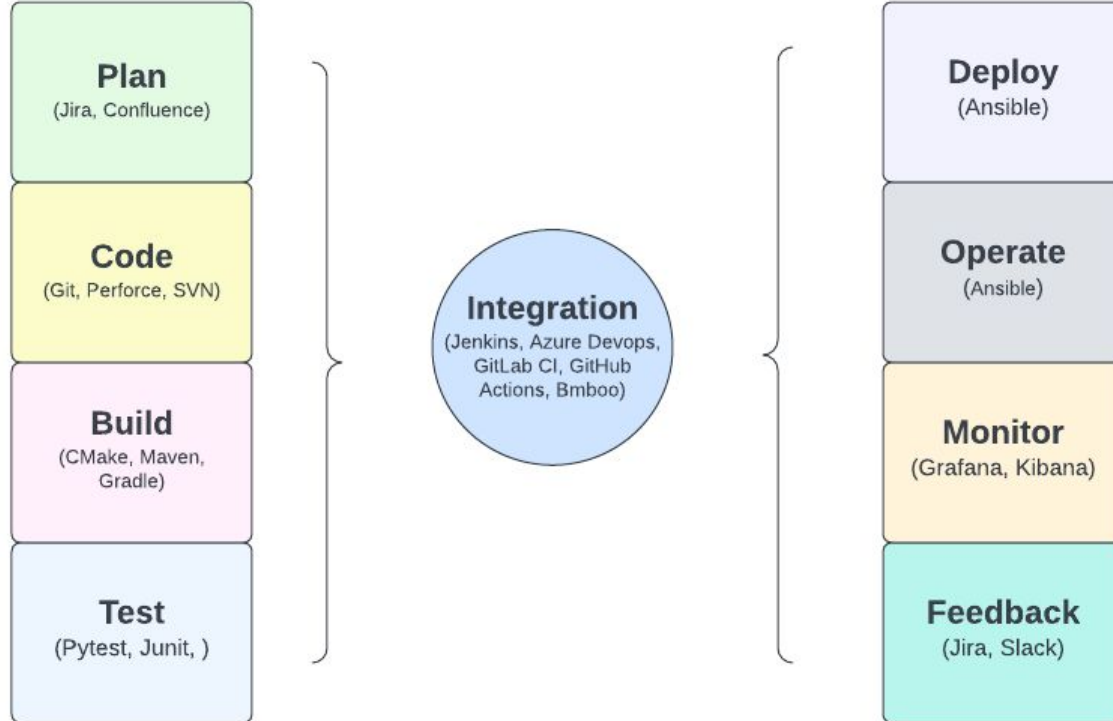 Plan
(Jira, Confluence)
Code
(Git, Perforce, SVN)
Build
(CMake, Maven,
Gradle)
Test
(Pytest, Junit, )
Integration
(Jenkins, Azure Devops,
GitLab CI, GitHub
Actions, Bmboo)
Deploy
(Ansible)
Operate
(Ansible)
Monitor
(Grafana, Kibana)
Feedback
(Jira, Slack)